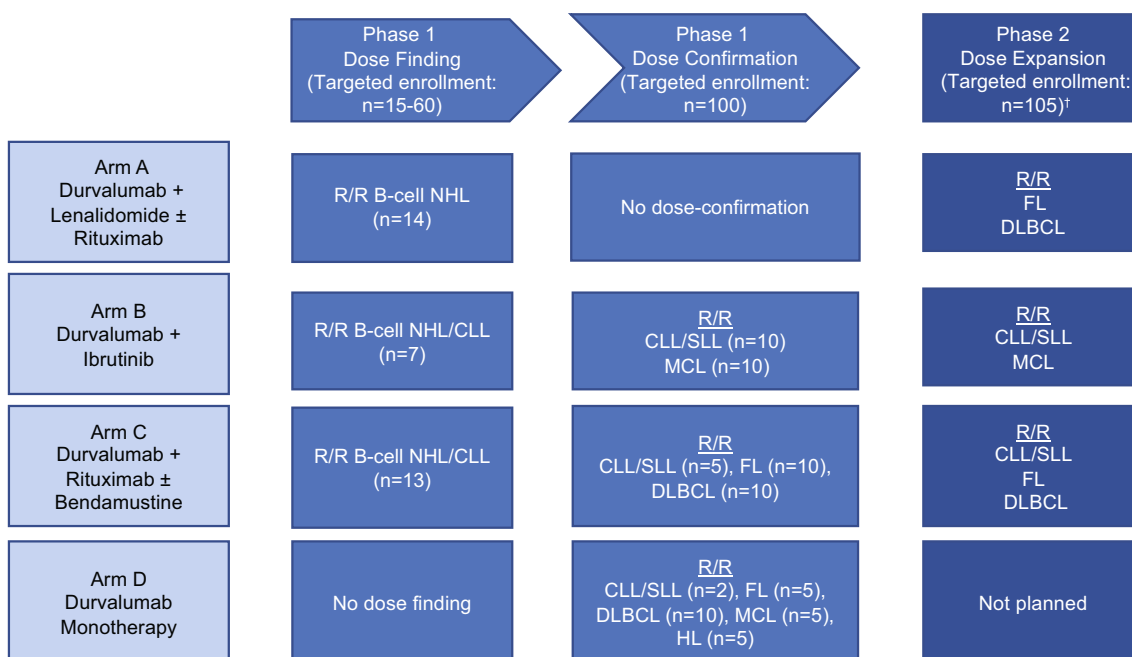 Phase 1
Dose Finding
(Targeted enrollment:
n=15-60)
Phase 1
Dose Confirmation
(Targeted enrollment:
n=100)
Phase 2
Dose Expansion
(Targeted enrollment:
n=105)†
Arm A
Durvalumab +
Lenalidomide ±
Rituximab
R/R B-cell NHL
(n=14)
No dose-confirmation
R/R
FL
DLBCL
Arm B
Durvalumab +
Ibrutinib
R/R B-cell NHL/CLL
(n=7)
R/R
CLL/SLL (n=10)
MCL (n=10)
R/R
CLL/SLL
MCL
Arm C
Durvalumab +
Rituximab ±
Bendamustine
R/R B-cell NHL/CLL
(n=13)
R/R
CLL/SLL (n=5), FL (n=10),
DLBCL (n=10)
R/R
CLL/SLL
FL
DLBCL
Arm D
Durvalumab
Monotherapy
No dose finding
R/R
CLL/SLL (n=2), FL (n=5),
DLBCL (n=10), MCL (n=5),
HL (n=5)
Not planned